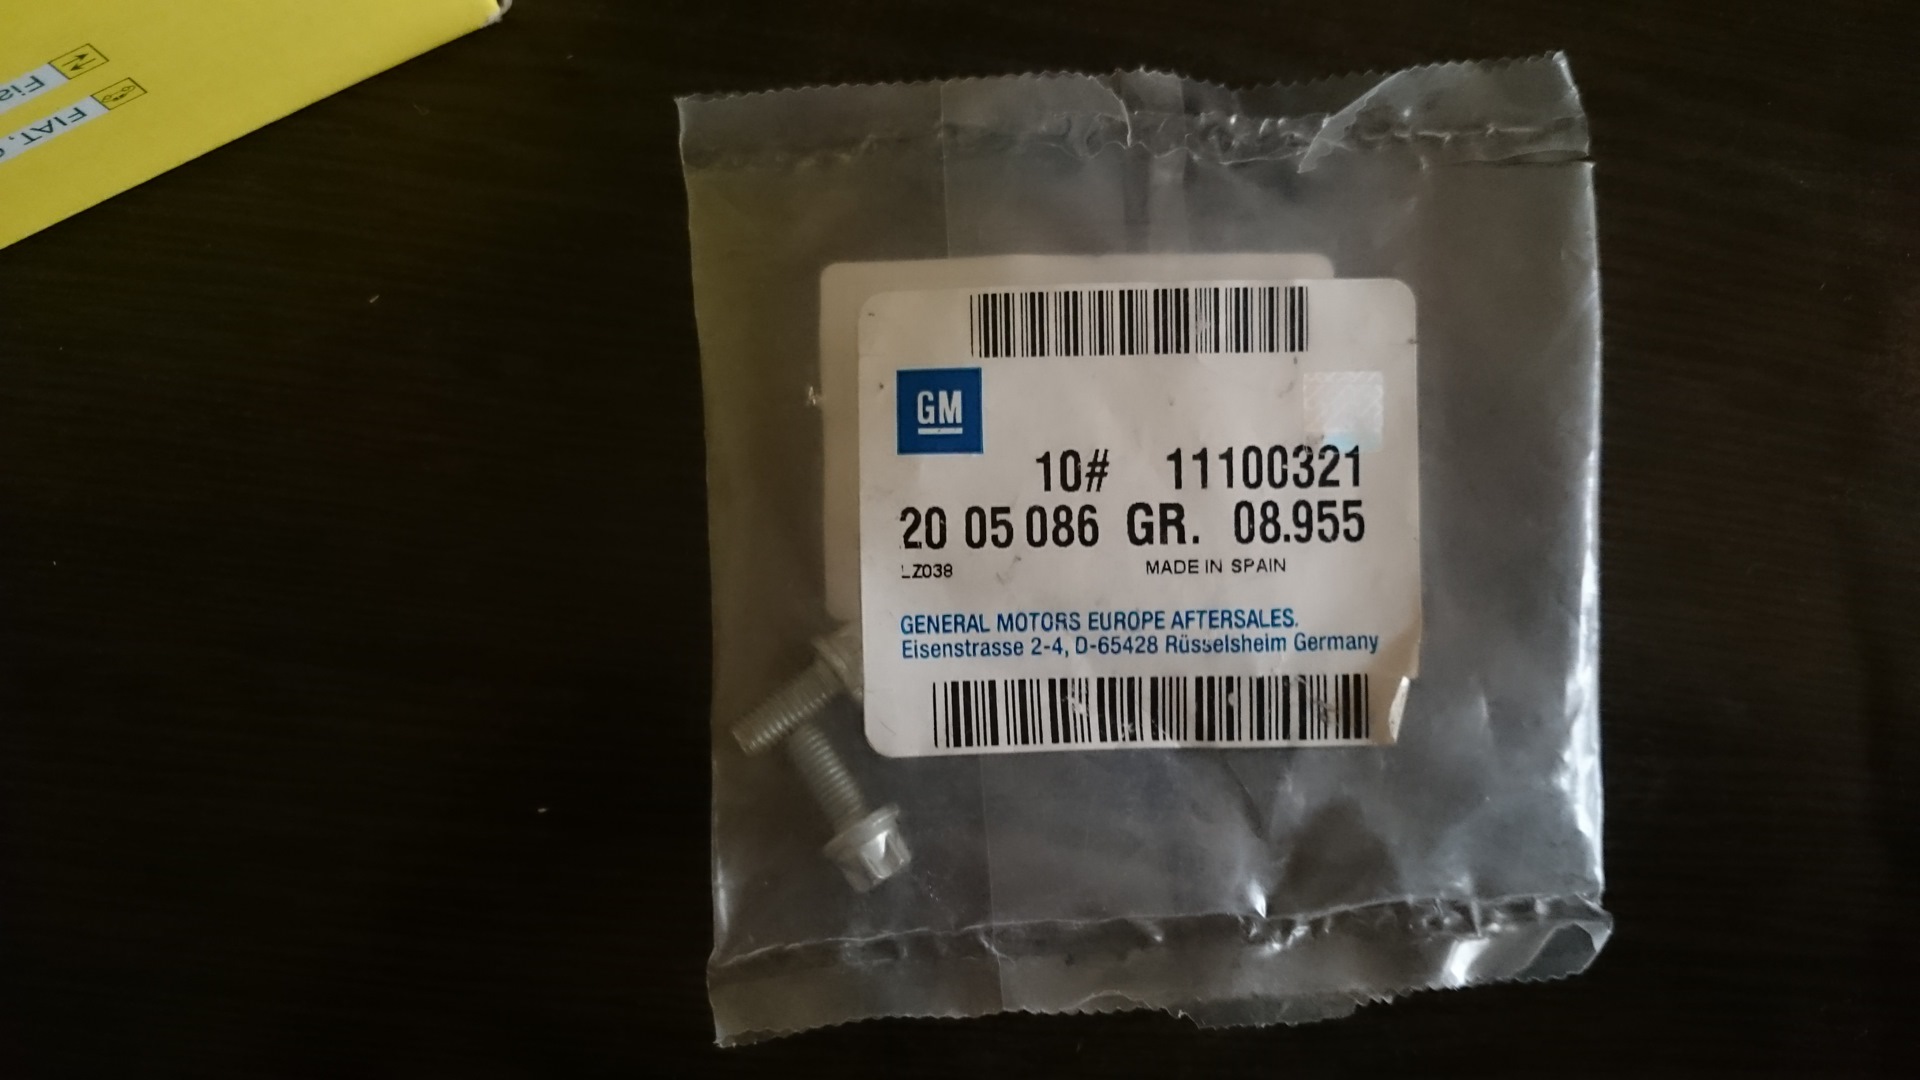 FIAT,
GM
10# 11100321
20 05 086 GR. 08.955
LZ038 MADE IN SPAIN
GENERAL MOTORS EUROPE AFTERSALES.
Eisenstrasse 2-4, D-65428 Rüsselsheim Germany